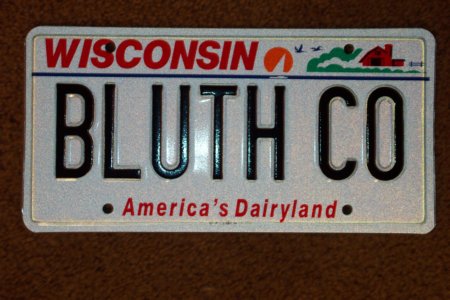 WISCONSIN
BLUTH CO
America's Dairyland